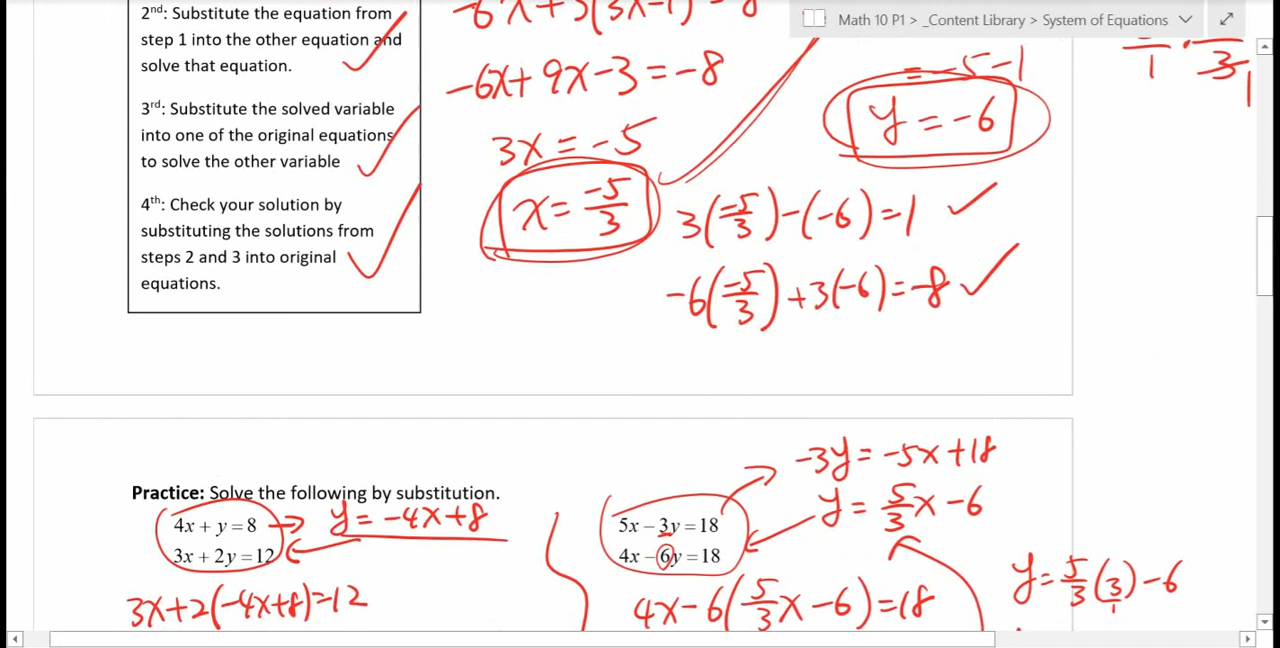 Math 10 P1 > _Content Library > System of Equations
2nd: Substitute the equation from
step 1 into the other equation and
solve that equation.
3rd: Substitute the solved variable
into one of the original equations
to solve the other variable
4th: Check your solution by
substituting the solutions from
steps 2 and 3 into original
equations.
-6x+9x-3=-8
3x=-5
x=-5/3
=-5-1
y=-6
3(-5/3)-(-6)=1
-6(-5/3)+3(-6)=-8
Practice: Solve the following by substitution.
4x + y = 8
3x + 2y = 12
y=-4x+8
3x+2(-4x+8)=12
5x - 3y = 18
4x - 6y = 18
-3y=-5x+18
y=5/3x-6
4x-6(5/3x-6)=18
y=5/3(3/1)-6